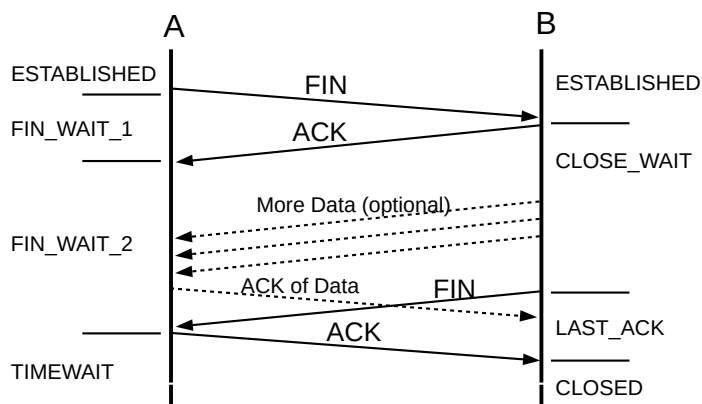 A
B
ESTABLISHED
FIN
ESTABLISHED
FIN_WAIT_1
ACK
CLOSE_WAIT
More Data (optional)
FIN_WAIT_2
ACK of Data
FIN
LAST_ACK
ACK
TIMEWAIT
CLOSED